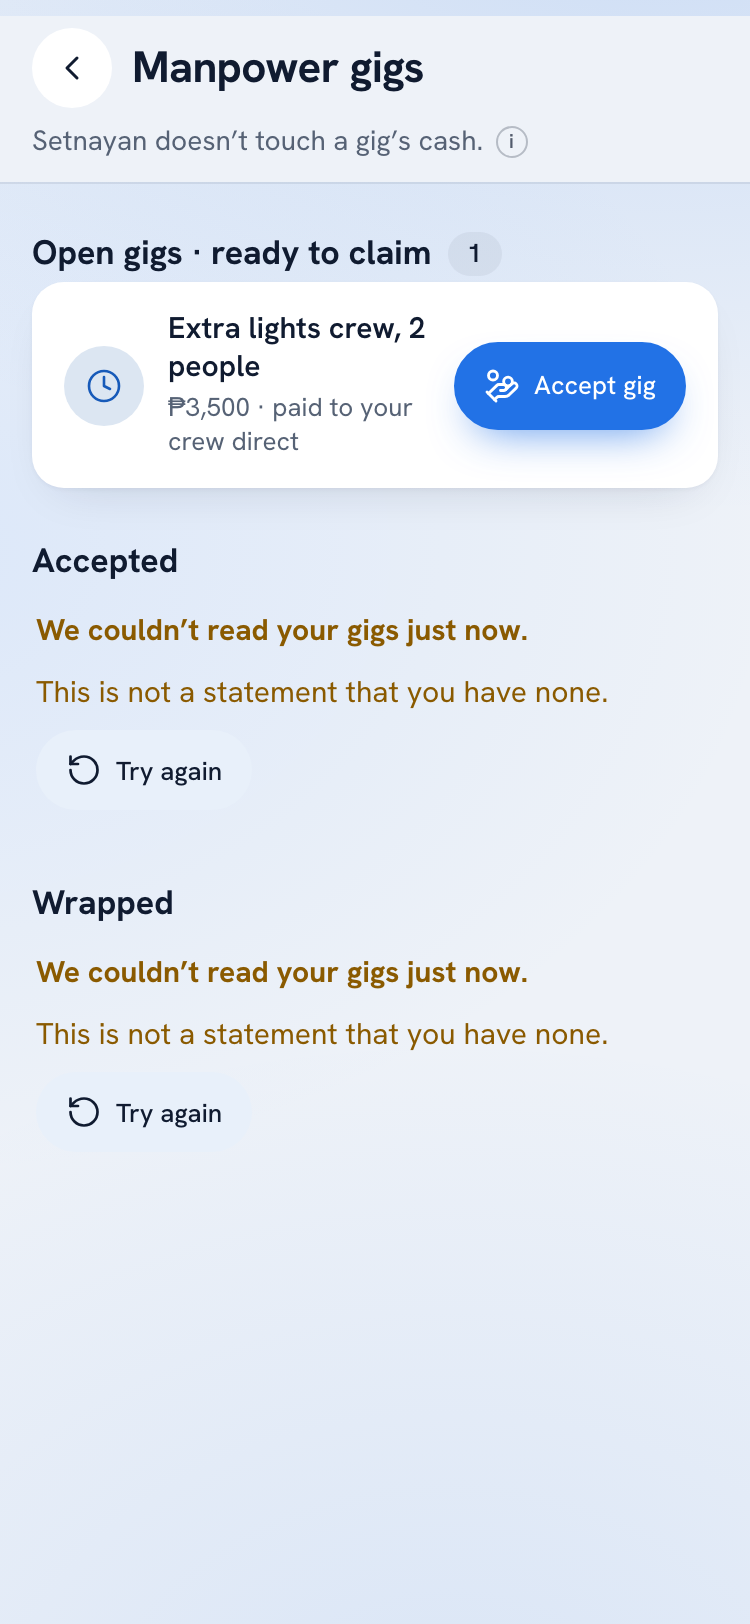 Manpower gigs
Setnayan doesn’t touch a gig’s cash. i
Open gigs · ready to claim 1
Extra lights crew, 2
people
₱3,500 · paid to your
crew direct
Accept gig
Accepted
We couldn’t read your gigs just now.
This is not a statement that you have none.
Try again
Wrapped
We couldn’t read your gigs just now.
This is not a statement that you have none.
Try again